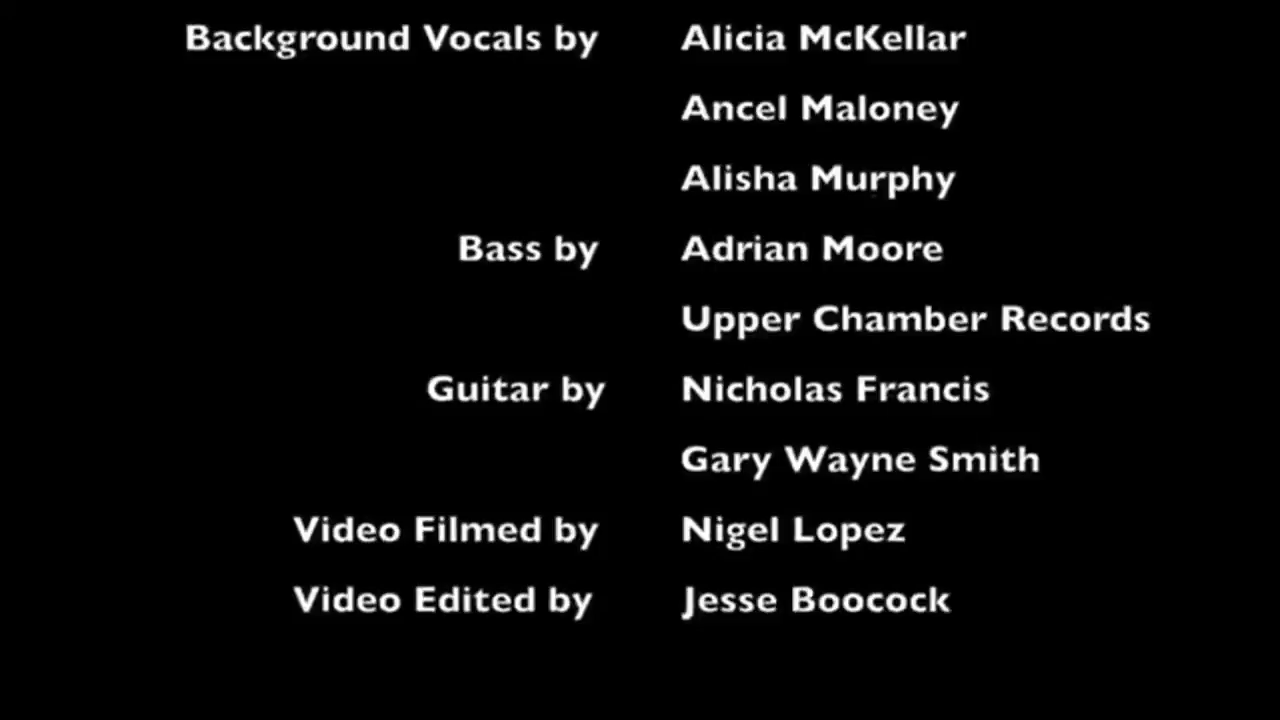 Background Vocals by Alicia McKellar
Ancel Maloney
Alisha Murphy
Bass by Adrian Moore
Upper Chamber Records
Guitar by Nicholas Francis
Gary Wayne Smith
Video Filmed by Nigel Lopez
Video Edited by Jesse Boocock